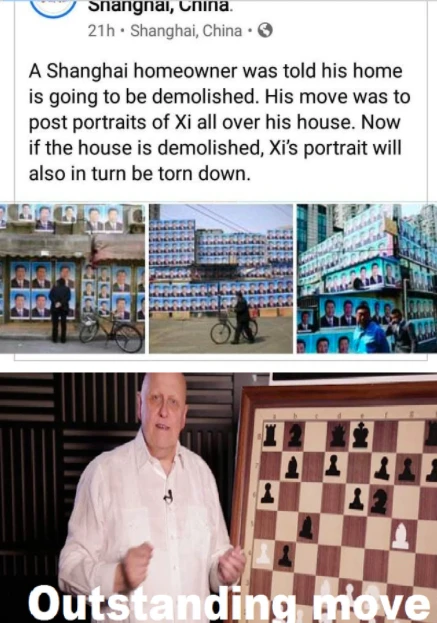 Shanghai, China.
21h · Shanghai, China ·
A Shanghai homeowner was told his home
is going to be demolished. His move was to
post portraits of Xi all over his house. Now
if the house is demolished, Xi's portrait will
also in turn be torn down.
Outstanding move